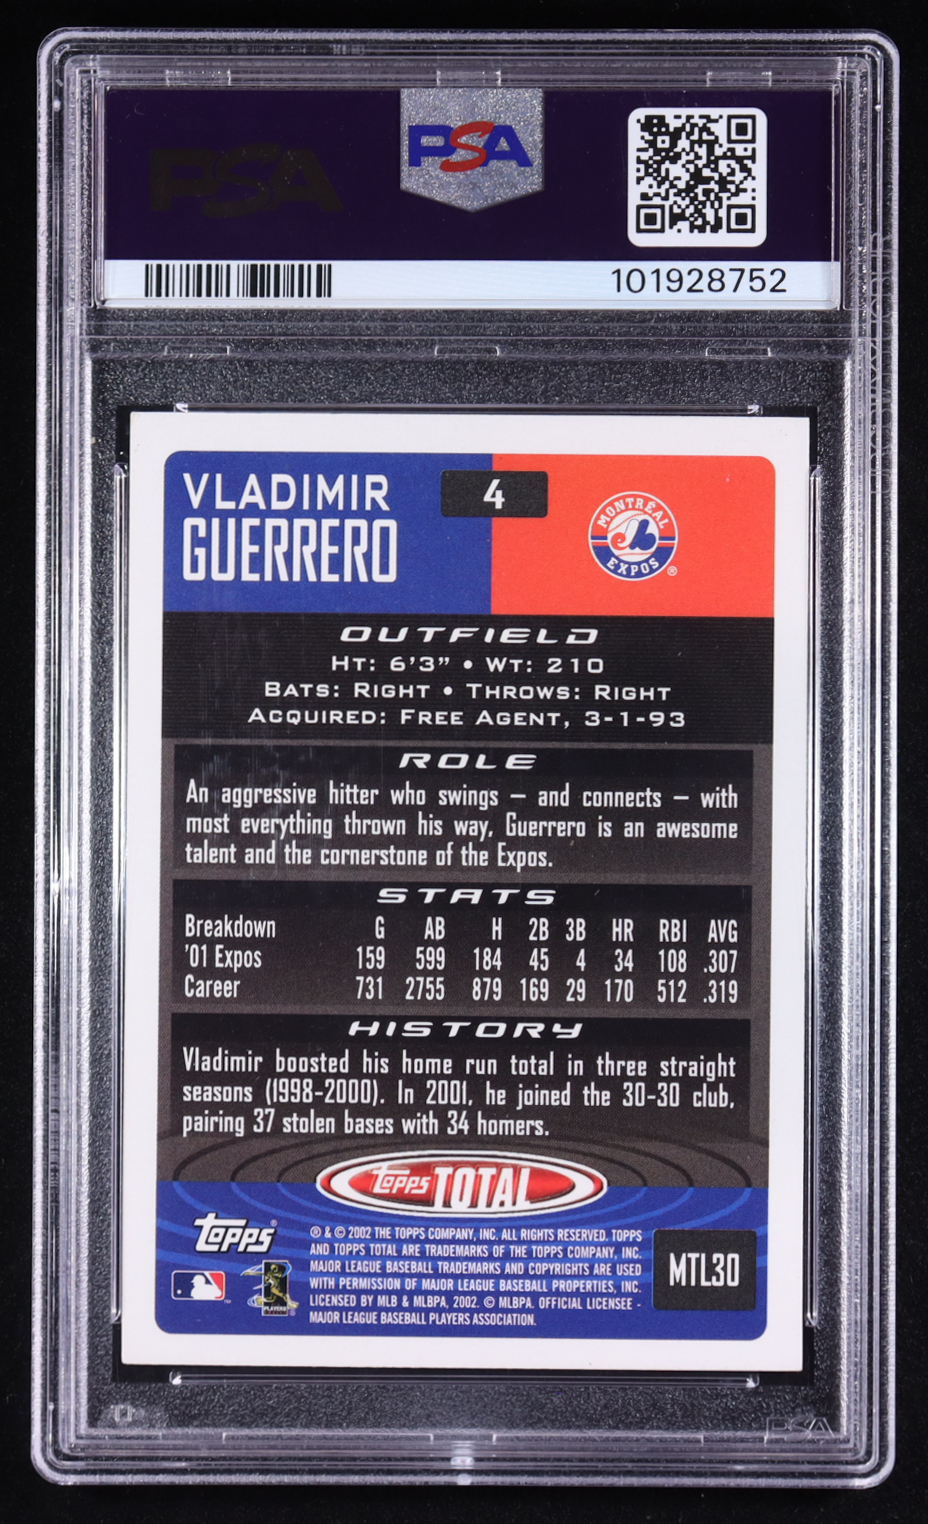 PSA
PSA
101928752
VLADIMIR
GUERRERO
4
MONTRÉAL
EXPOS
®
OUTFIELD
HT: 6'3" • WT: 210
BATS: RIGHT • THROWS: RIGHT
ACQUIRED: FREE AGENT, 3-1-93
ROLE
An aggressive hitter who swings – and connects – with
most everything thrown his way, Guerrero is an awesome
talent and the cornerstone of the Expos.
STATS
Breakdown G AB H 2B 3B HR RBI AVG
'01 Expos 159 599 184 45 4 34 108 .307
Career 731 2755 879 169 29 170 512 .319
HISTORY
Vladimir boosted his home run total in three straight
seasons (1998-2000). In 2001, he joined the 30-30 club,
pairing 37 stolen bases with 34 homers.
Topps TOTAL
Topps®
® & © 2002 THE TOPPS COMPANY, INC. ALL RIGHTS RESERVED. TOPPS
AND TOPPS TOTAL ARE TRADEMARKS OF THE TOPPS COMPANY, INC.
MAJOR LEAGUE BASEBALL TRADEMARKS AND COPYRIGHTS ARE USED
WITH PERMISSION OF MAJOR LEAGUE BASEBALL PROPERTIES, INC.
LICENSED BY MLB & MLBPA, 2002. © MLBPA. OFFICIAL LICENSEE -
MAJOR LEAGUE BASEBALL PLAYERS ASSOCIATION.
MTL30
PLAYERS
PSA